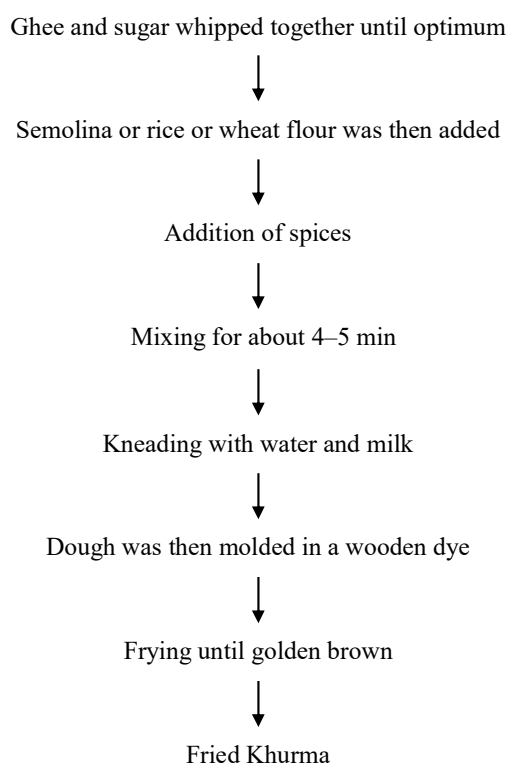 Ghee and sugar whipped together until optimum
Semolina or rice or wheat flour was then added
Addition of spices
Mixing for about 4–5 min
Kneading with water and milk
Dough was then molded in a wooden dye
Frying until golden brown
Fried Khurma